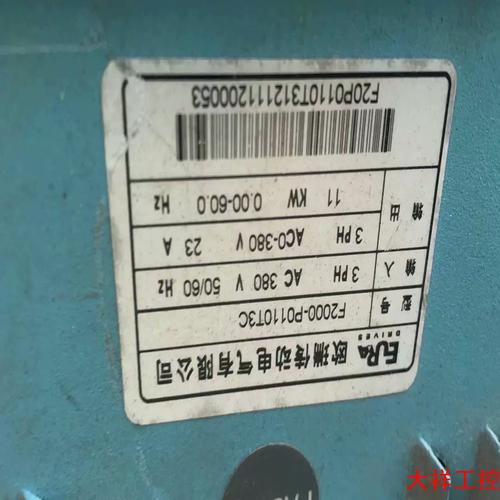 EURA
DRIVES
欧瑞传动电气有限公司
型号 F2000-P0110T3C
输入 3 PH AC 380 V 50/60 Hz
输出 3 PH AC0-380 V 23 A
11 KW 0.00-60.0 Hz
F20P0110T3121111200053
大祥工控